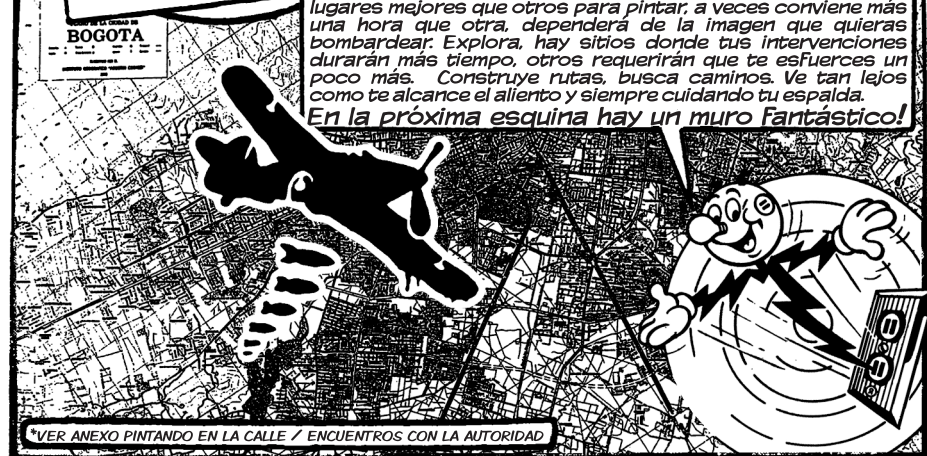 CIUDAD DE
BOGOTA
lugares mejores que otros para pintar, a veces conviene más
una hora que otra, dependerá de la imagen que quieras
bombardear. Explora, hay sitios donde tus intervenciones
durarán más tiempo, otros requerirán que te esfuerces un
poco más. Construye rutas, busca caminos. Ve tan lejos
como te alcance el aliento y siempre cuidando tu espalda.
En la próxima esquina hay un muro fantástico!
*VER ANEXO PINTANDO EN LA CALLE / ENCUENTROS CON LA AUTORIDAD